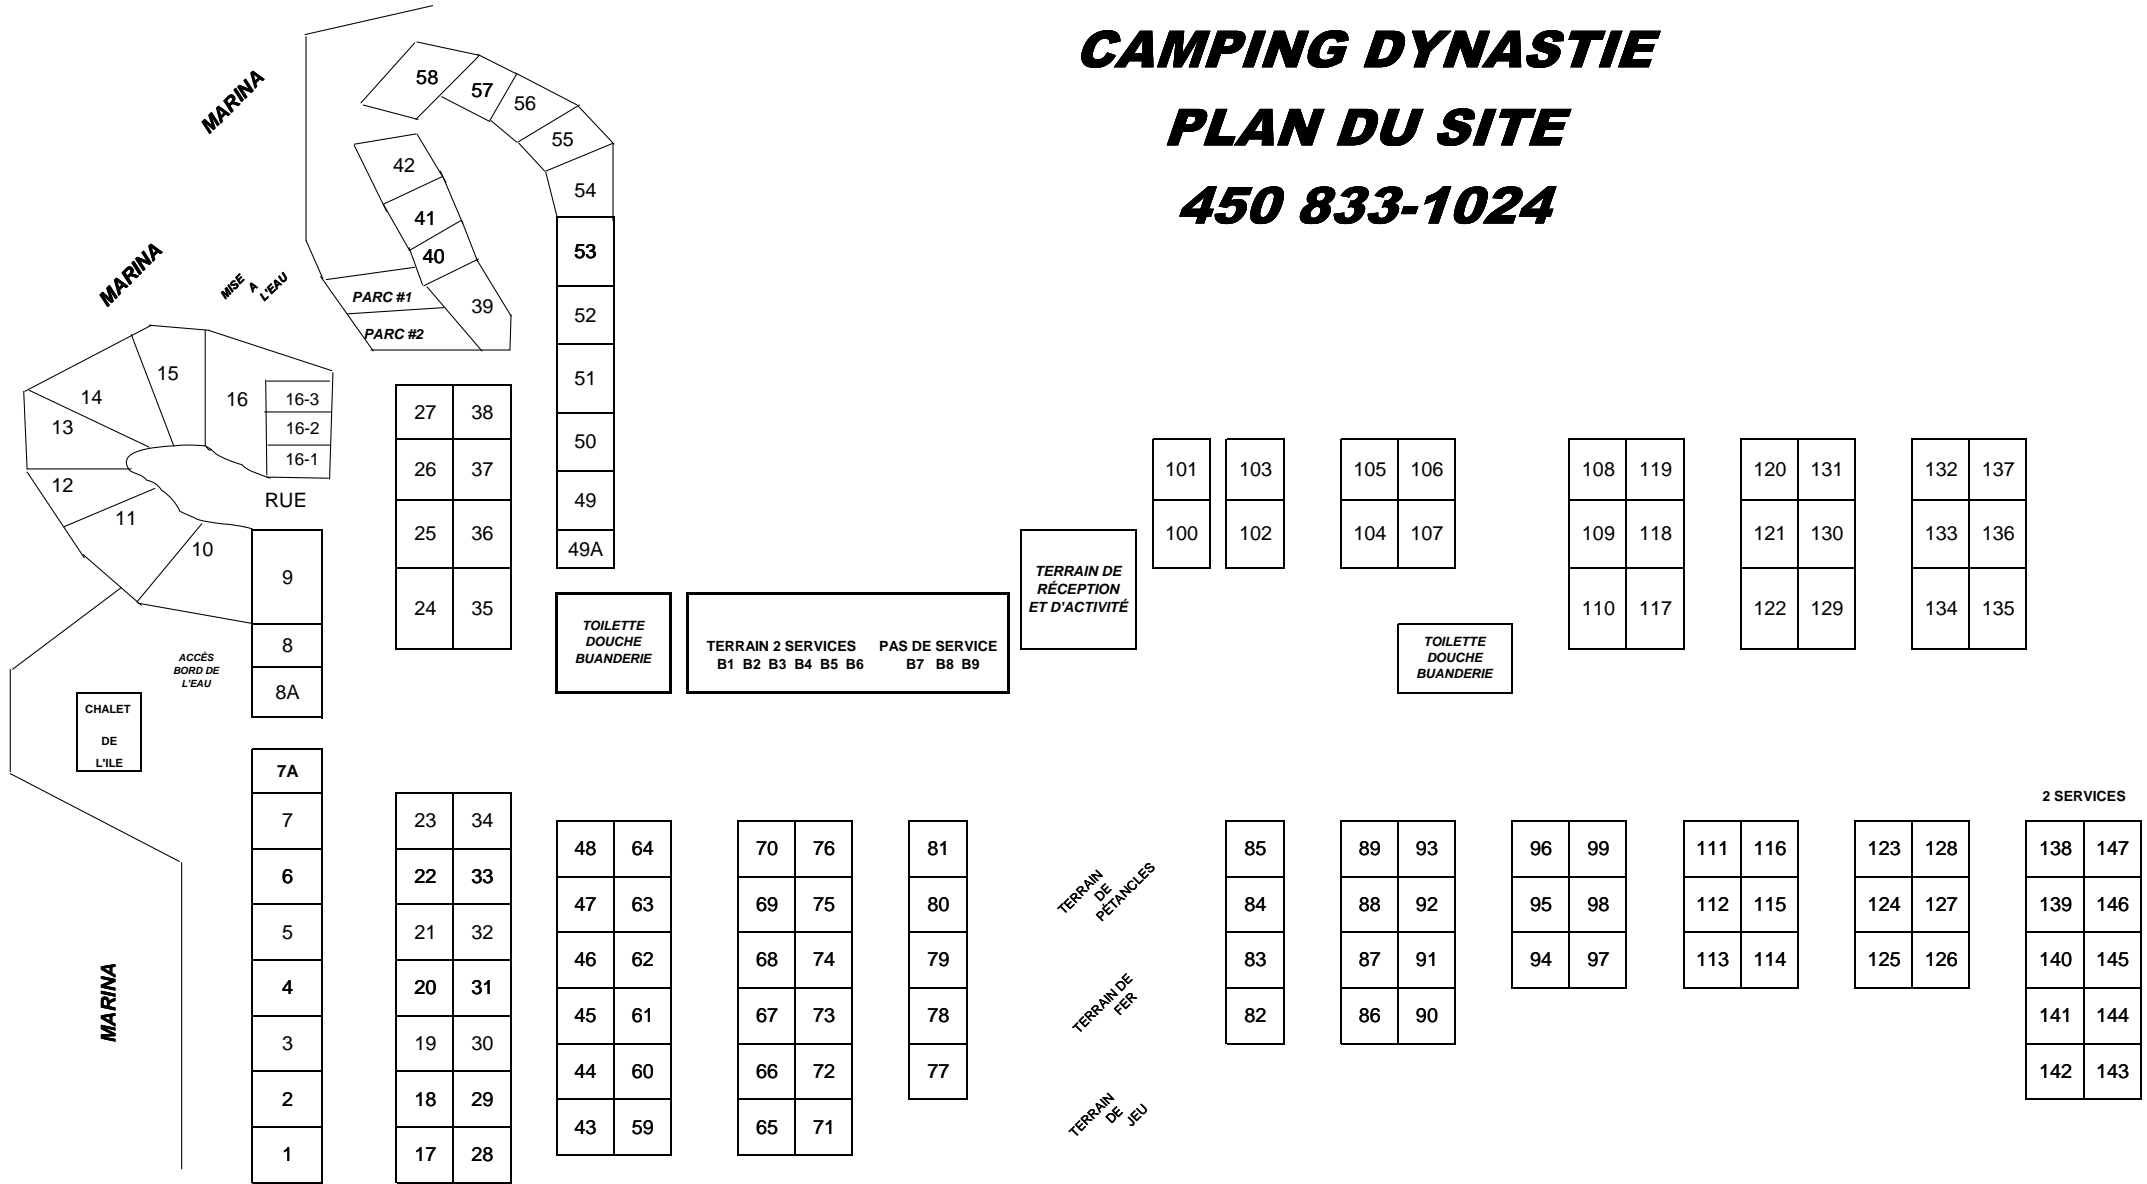 CAMPING DYNASTIE
PLAN DU SITE
450 833-1024
MARINA
58
57
56
55
54
42
41
40
39
53
52
51
50
49
49A
MARINA
MISE
A
L'EAU
PARC #1
PARC #2
15
14
13
16
16-3
16-2
16-1
12
11
10
RUE
9
8
8A
ACCÈS
BORD DE
L'EAU
CHALET
DE
L'ILE
27 38
26 37
25 36
24 35
TOILETTE
DOUCHE
BUANDERIE
TERRAIN 2 SERVICES PAS DE SERVICE
B1 B2 B3 B4 B5 B6 B7 B8 B9
TERRAIN DE
RÉCEPTION
ET D'ACTIVITÉ
101 103 105 106 108 119 120 131 132 137
100 102 104 107 109 118 121 130 133 136
110 117 122 129 134 135
TOILETTE
DOUCHE
BUANDERIE
7A
7
6
5
4
3
2
1
MARINA
23 34
22 33
21 32
20 31
19 30
18 29
17 28
48 64
47 63
46 62
45 61
44 60
43 59
70 76
69 75
68 74
67 73
66 72
65 71
81
80
79
78
77
TERRAIN
DE
PÉTANCLES
TERRAIN DE
FER
TERRAIN
DE
JEU
85
84
83
82
89 93
88 92
87 91
86 90
96 99
95 98
94 97
111 116
112 115
113 114
123 128
124 127
125 126
2 SERVICES
138 147
139 146
140 145
141 144
142 143